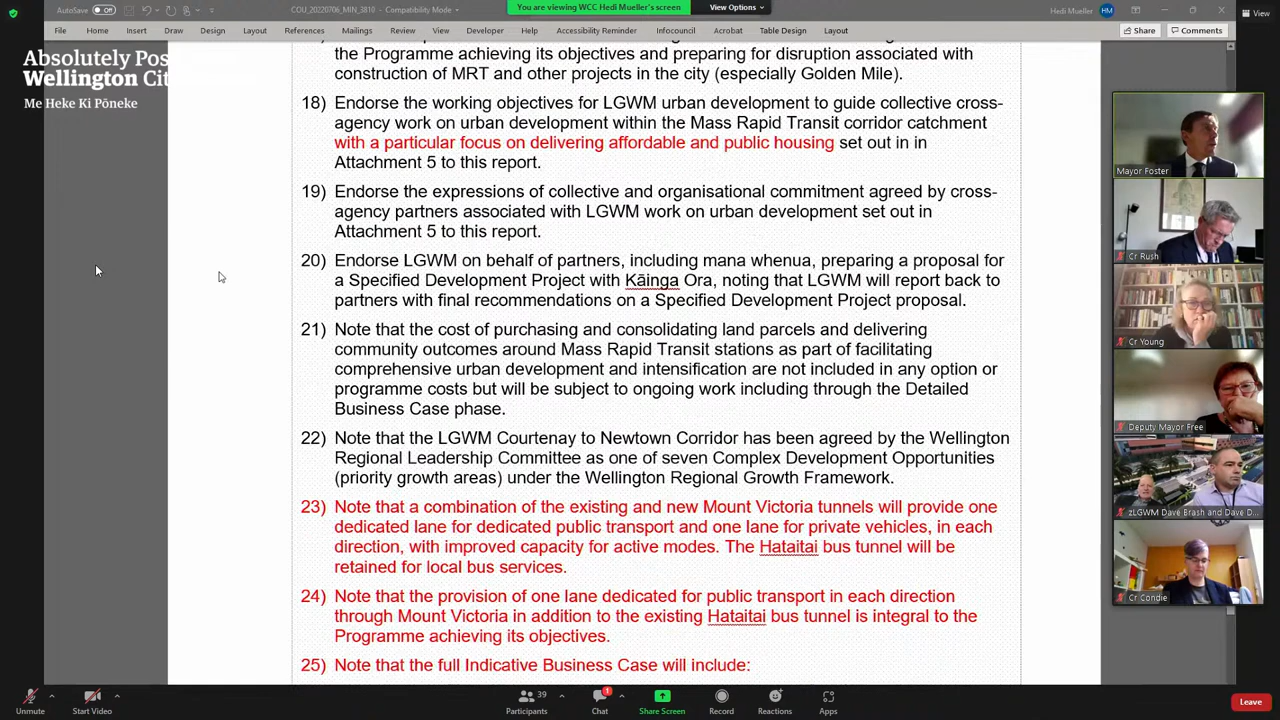 AutoSave
Off
COU_20220706_MIN_3810 - Compatibility Mode
You are viewing WCC Hedi Mueller's screen
View Options
Hedi Mueller
HM
View
File Home Insert Draw Design Layout References Mailings Review View Developer Help Accessibility Reminder Infocouncil Acrobat Table Design Layout
Share
Comments
Absolutely Pos
Wellington Cit
Me Heke Ki Pōneke
the Programme achieving its objectives and preparing for disruption associated with
construction of MRT and other projects in the city (especially Golden Mile).
18) Endorse the working objectives for LGWM urban development to guide collective cross-
agency work on urban development within the Mass Rapid Transit corridor catchment
with a particular focus on delivering affordable and public housing set out in in
Attachment 5 to this report.
19) Endorse the expressions of collective and organisational commitment agreed by cross-
agency partners associated with LGWM work on urban development set out in
Attachment 5 to this report.
20) Endorse LGWM on behalf of partners, including mana whenua, preparing a proposal for
a Specified Development Project with Kāinga Ora, noting that LGWM will report back to
partners with final recommendations on a Specified Development Project proposal.
21) Note that the cost of purchasing and consolidating land parcels and delivering
community outcomes around Mass Rapid Transit stations as part of facilitating
comprehensive urban development and intensification are not included in any option or
programme costs but will be subject to ongoing work including through the Detailed
Business Case phase.
22) Note that the LGWM Courtenay to Newtown Corridor has been agreed by the Wellington
Regional Leadership Committee as one of seven Complex Development Opportunities
(priority growth areas) under the Wellington Regional Growth Framework.
23) Note that a combination of the existing and new Mount Victoria tunnels will provide one
dedicated lane for dedicated public transport and one lane for private vehicles, in each
direction, with improved capacity for active modes. The Hataitai bus tunnel will be
retained for local bus services.
24) Note that the provision of one lane dedicated for public transport in each direction
through Mount Victoria in addition to the existing Hataitai bus tunnel is integral to the
Programme achieving its objectives.
25) Note that the full Indicative Business Case will include:
Mayor Foster
Cr Rush
Cr Young
Deputy Mayor Free
zLGWM Dave Brash and Dave D...
Cr Condie
Unmute
Start Video
39
Participants
1
Chat
Share Screen
Record
Reactions
Apps
Leave